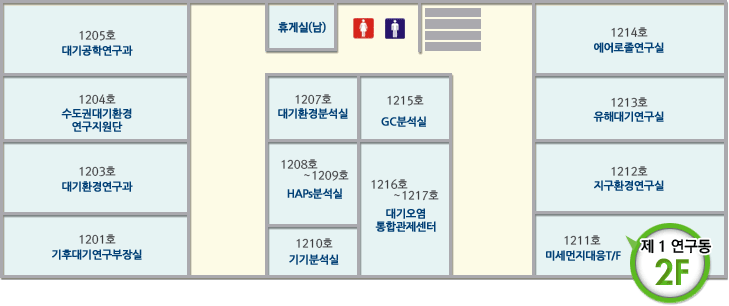 1205호
대기공학연구과
1204호
수도권대기환경
연구지원단
1203호
대기환경연구과
1201호
기후대기연구부장실
휴게실(남)
1207호
대기환경분석실
1215호
GC분석실
1208호
~1209호
HAPs분석실
1216호
~1217호
대기오염
통합관제센터
1210호
기기분석실
1214호
에어로졸연구실
1213호
유해대기연구실
1212호
지구환경연구실
1211호
미세먼지대응T/F
제 1 연구동
2F